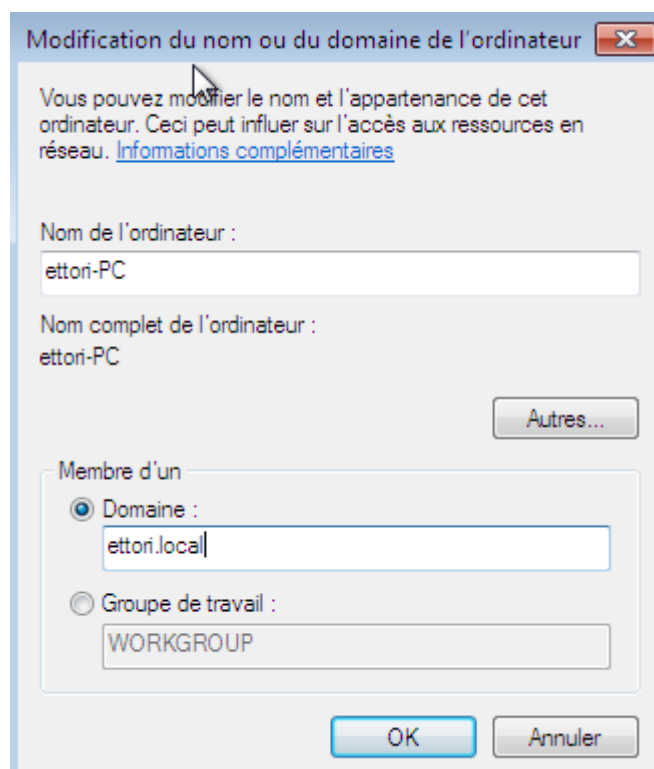 Modification du nom ou du domaine de l'ordinateur
Vous pouvez modifier le nom et l'appartenance de cet
ordinateur. Ceci peut influer sur l'accès aux ressources en
réseau. Informations complémentaires
Nom de l'ordinateur :
ettori-PC
Nom complet de l'ordinateur :
ettori-PC
Autres...
Membre d'un
Domaine :
ettori.local
Groupe de travail :
WORKGROUP
OK
Annuler